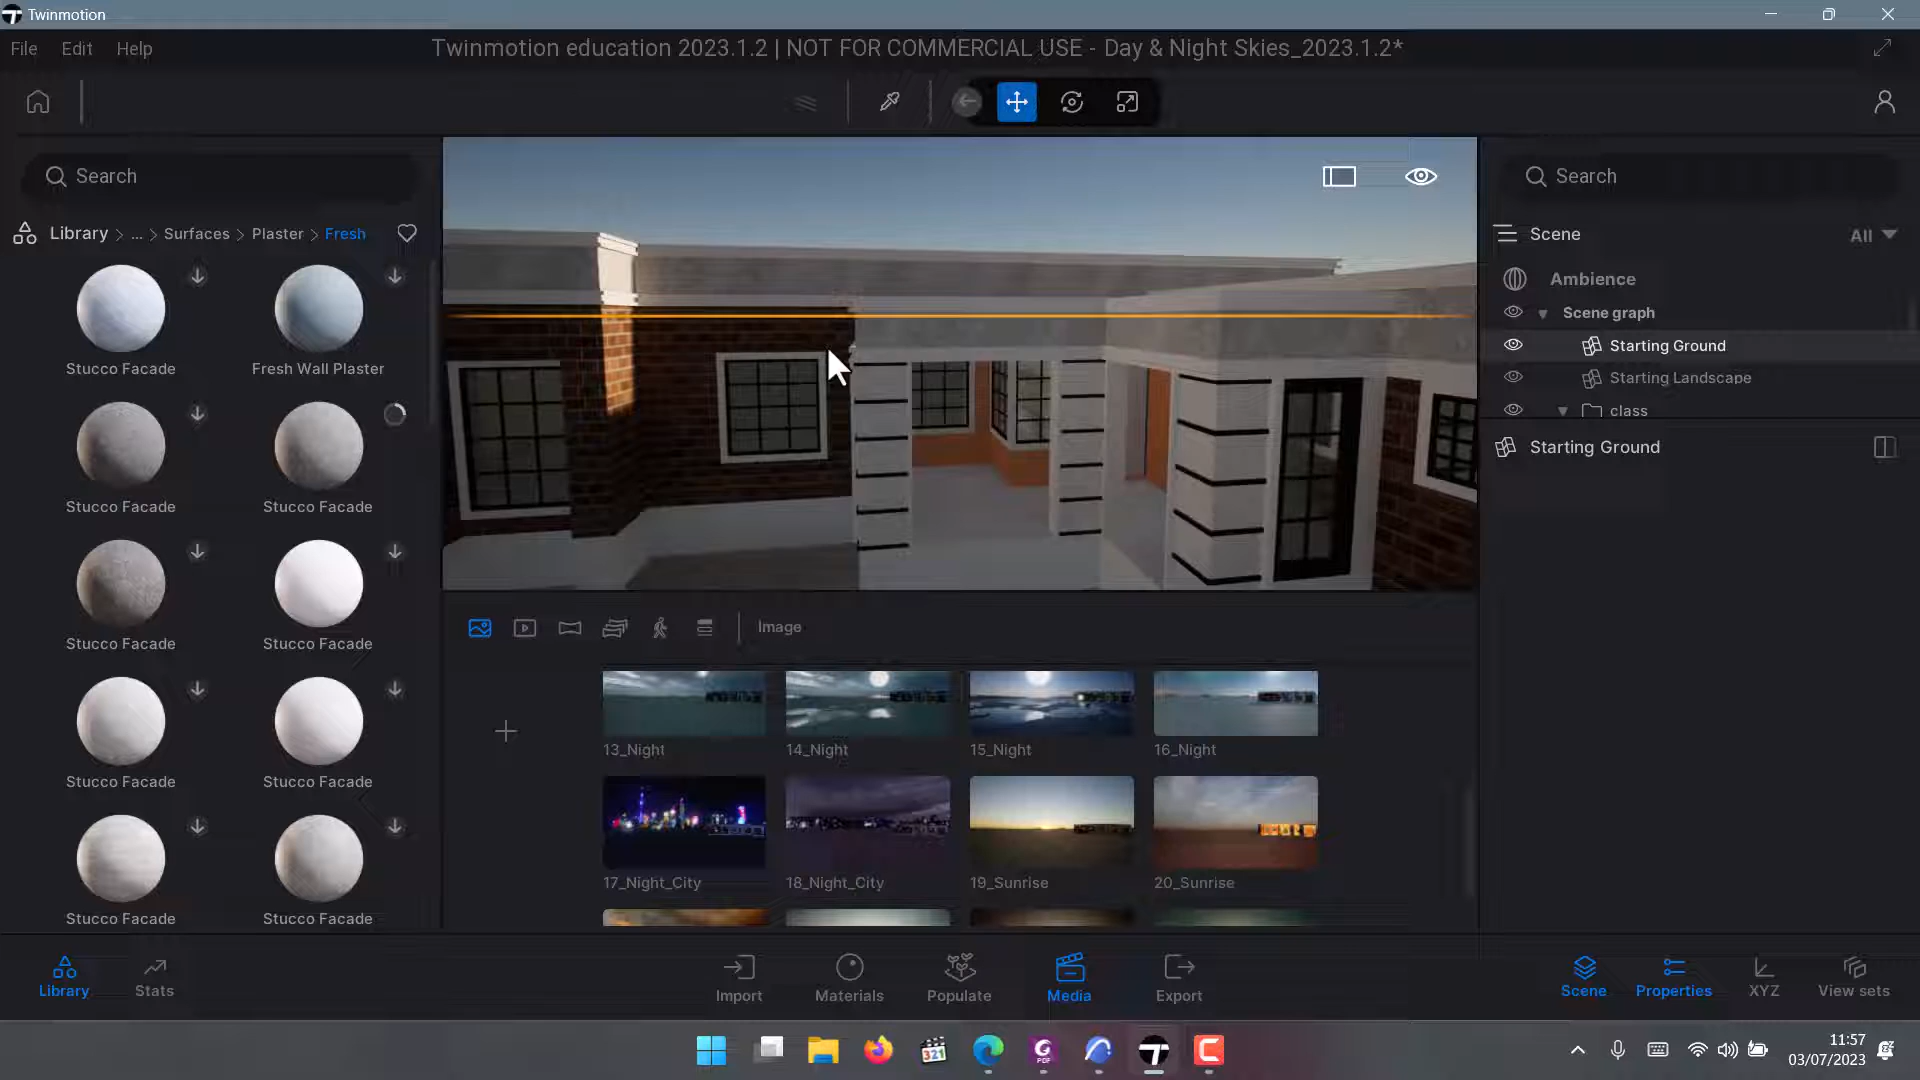 Twinmotion
File Edit Help
Twinmotion education 2023.1.2 | NOT FOR COMMERCIAL USE - Day & Night Skies_2023.1.2*
Search
Library > ... > Surfaces > Plaster > Fresh
Stucco Facade
Fresh Wall Plaster
Stucco Facade
Stucco Facade
Stucco Facade
Stucco Facade
Stucco Facade
Stucco Facade
Stucco Facade
Stucco Facade
Image
13_Night
14_Night
15_Night
16_Night
17_Night_City
18_Night_City
19_Sunrise
20_Sunrise
Search
Scene
All
Ambience
Scene graph
Starting Ground
Starting Landscape
class
Starting Ground
Library
Stats
Import
Materials
Populate
Media
Export
Scene
Properties
XYZ
View sets
321
PDF
11:57
03/07/2023